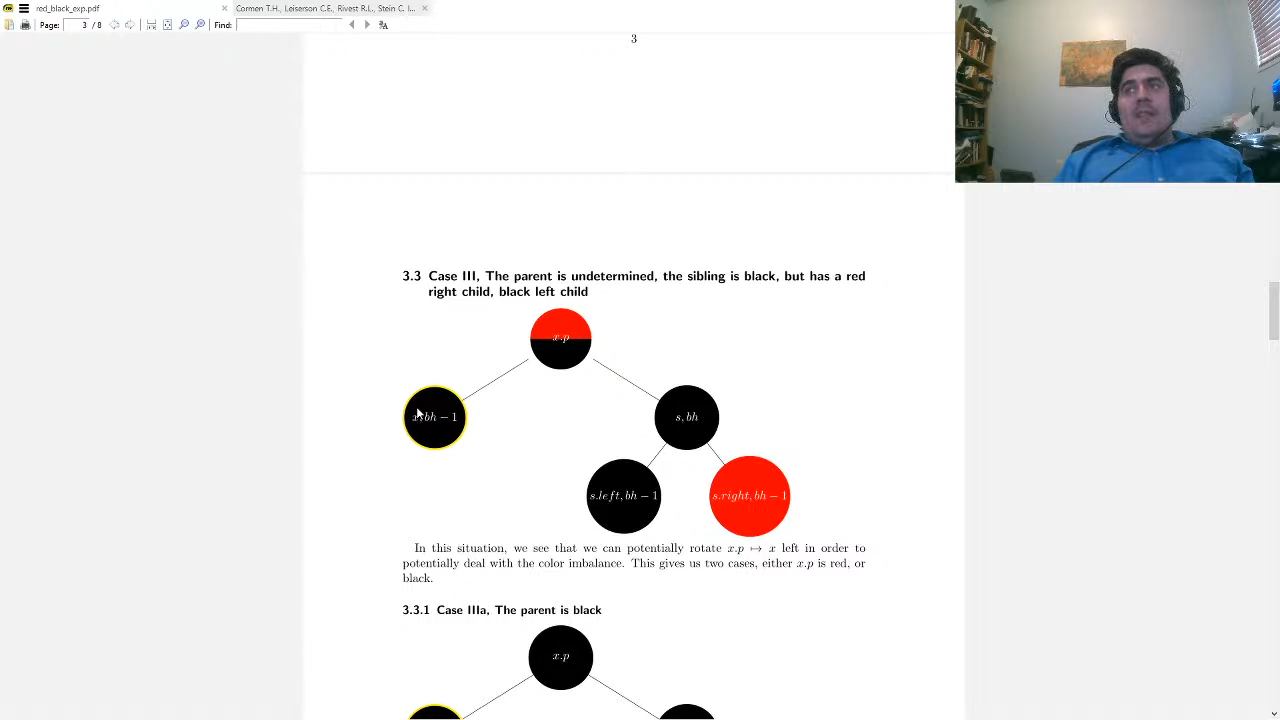 red_black_exp.pdf
Cormen T.H., Leiserson C.E., Rivest R.L., Stein C. I...
Page: 3 / 8 Find:
3
3.3 Case III, The parent is undetermined, the sibling is black, but has a red
right child, black left child
x.p
x, bh − 1
s, bh
s.left, bh − 1
s.right, bh − 1
In this situation, we see that we can potentially rotate x.p ↦ x left in order to
potentially deal with the color imbalance. This gives us two cases, either x.p is red, or
black.
3.3.1 Case IIIa, The parent is black
x.p